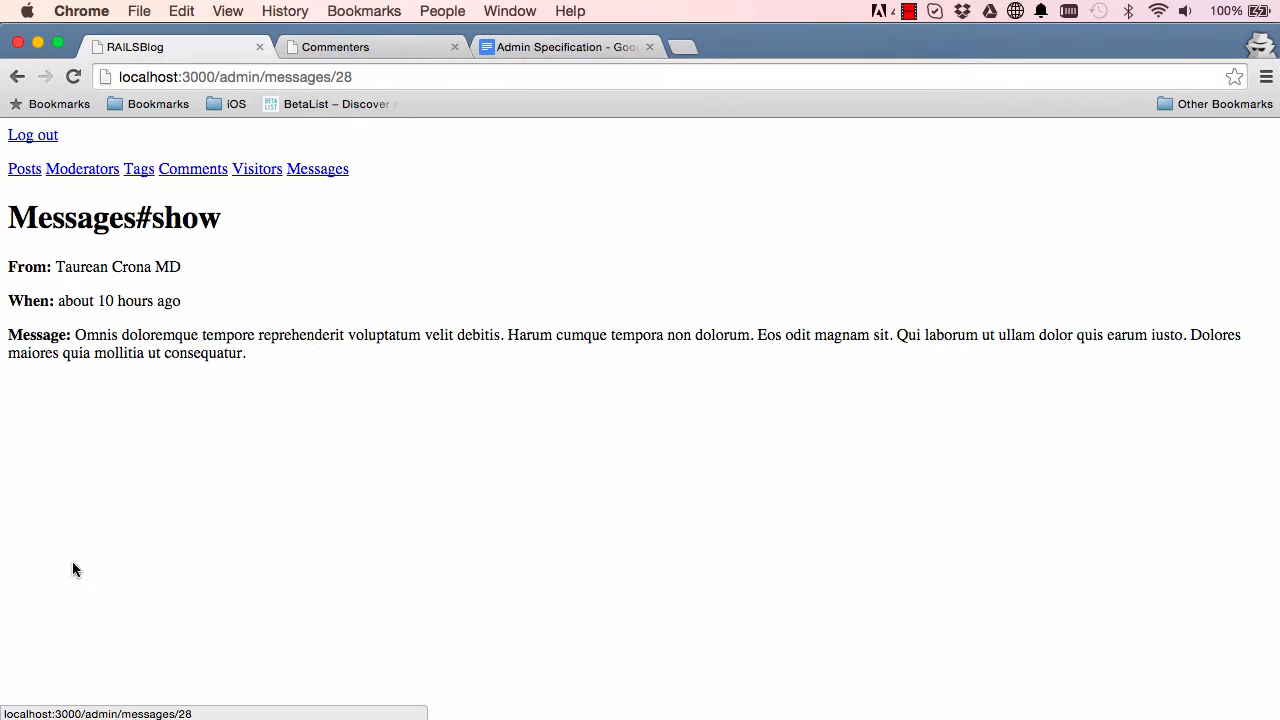 Chrome File Edit View History Bookmarks People Window Help 4 100%
RAILSBlog Commenters Admin Spcification - Goo
localhost:3000/admin/messages/28
Bookmarks Bookmarks iOS BETA LIST BetaList – Discover Other Bookmarks
Log out
Posts Moderators Tags Comments Visitors Messages
Messages#show
From: Taurean Crona MD
When: about 10 hours ago
Message: Omnis doloremque tempore reprehenderit voluptatum velit debitis. Harum cumque tempora non dolorum. Eos odit magnam sit. Qui laborum ut ullam dolor quis earum iusto. Dolores
maiores quia mollitia ut consequatur.
localhost:3000/admin/messages/28